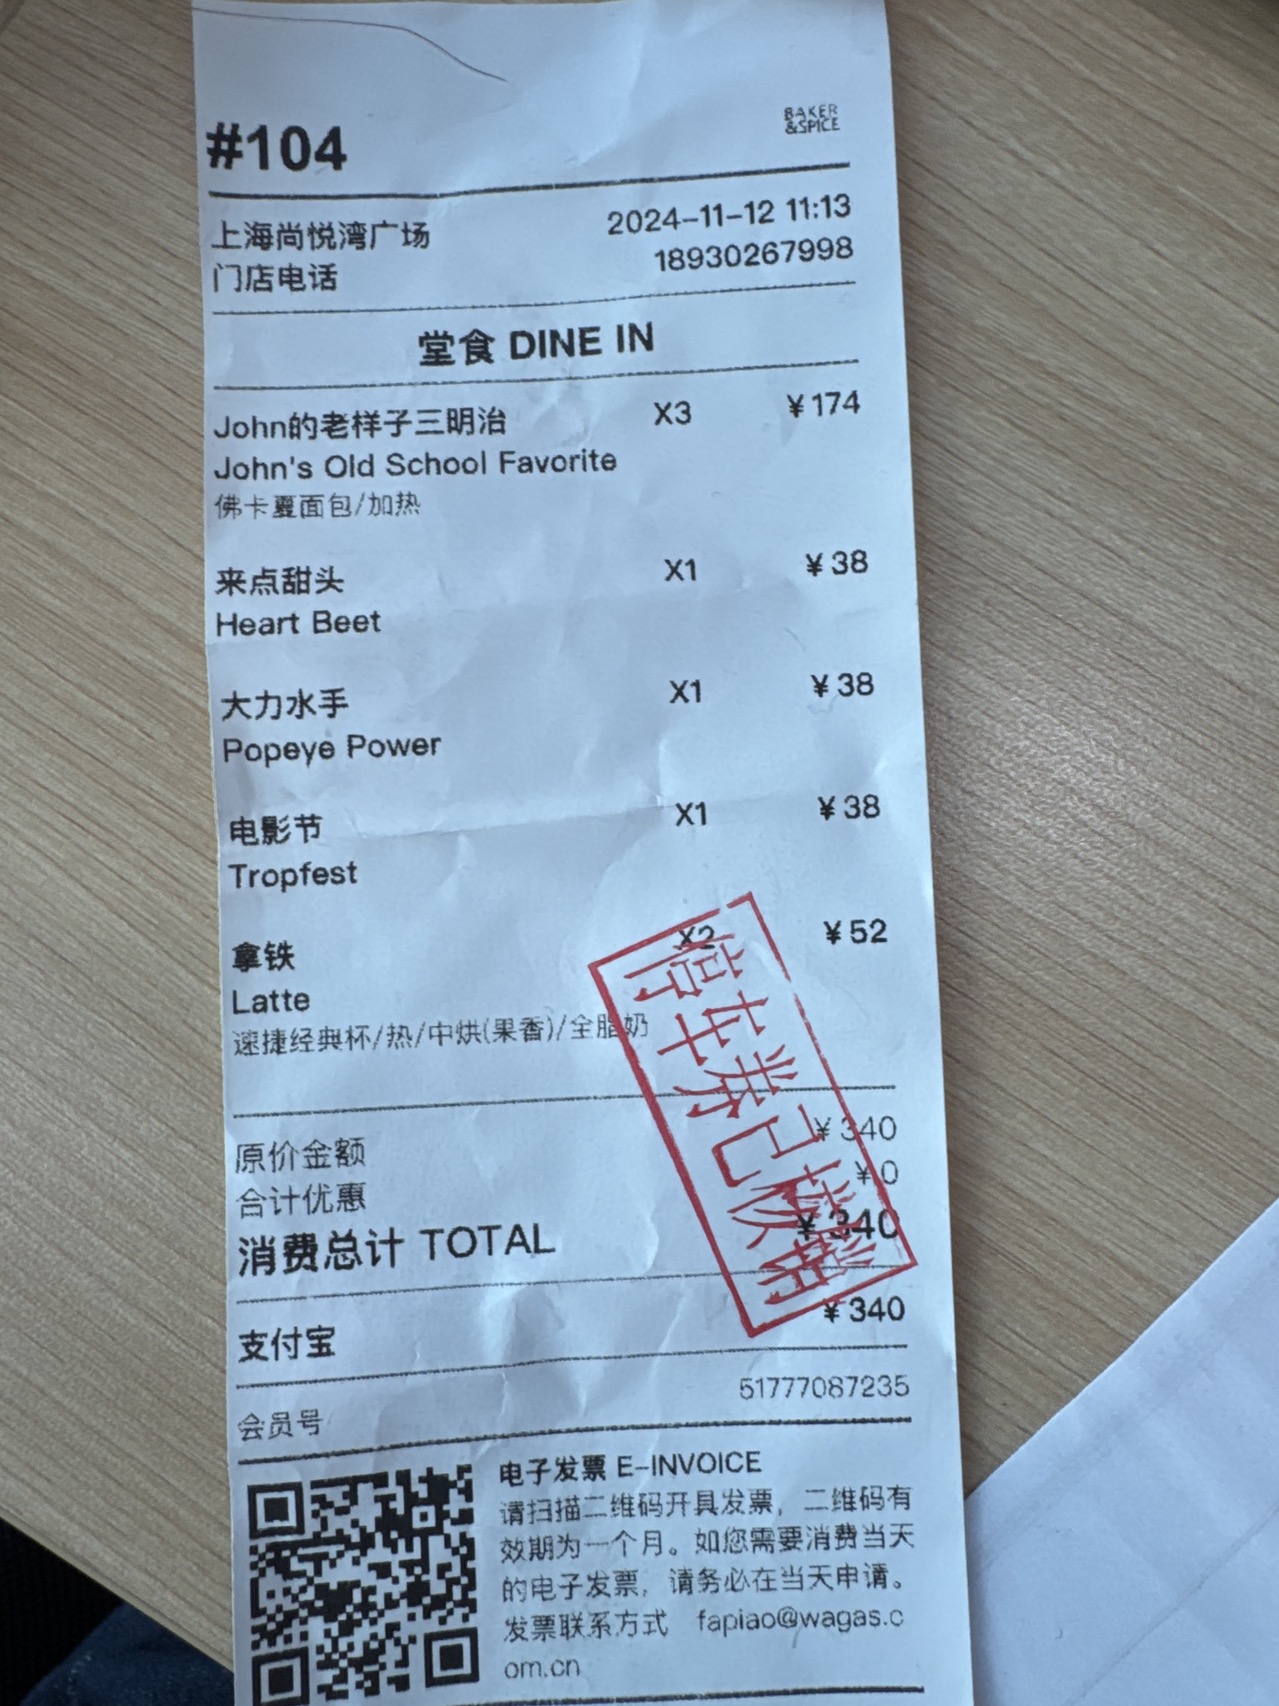 BAKER
&SPICE
#104
上海尚悦湾广场 2024-11-12 11:13
门店电话 18930267998
堂食 DINE IN
John的老样子三明治 X3 ¥174
John's Old School Favorite
佛卡夏面包/加热
来点甜头 X1 ¥38
Heart Beet
大力水手 X1 ¥38
Popeye Power
电影节 X1 ¥38
Tropfest
拿铁 X2 ¥52
Latte
速捷经典杯/热/中烘(果香)/全脂奶
停车券已核销
原价金额 ¥340
合计优惠 ¥0
消费总计 TOTAL ¥340
支付宝 ¥340
会员号 51777087235
电子发票 E-INVOICE
请扫描二维码开具发票，二维码有
效期为一个月。如您需要消费当天
的电子发票，请务必在当天申请。
发票联系方式 fapiao@wagas.c
om.cn